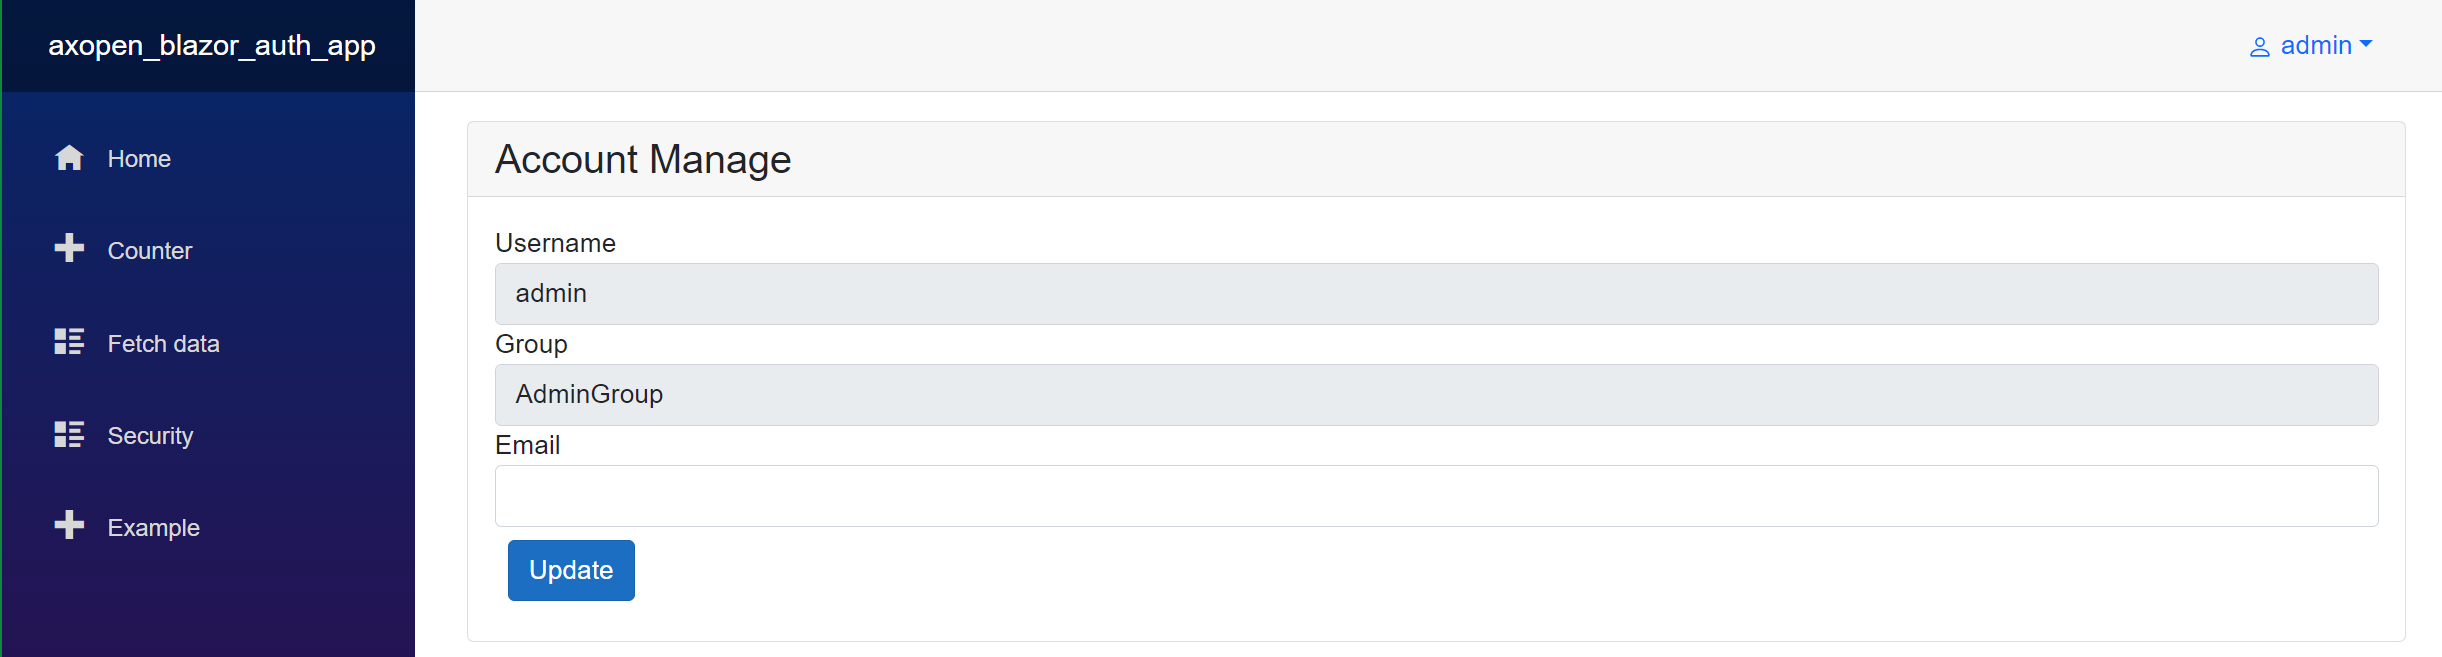 axopen_blazor_auth_app
admin
Home
Counter
Fetch data
Security
Example
Account Manage
Username
admin
Group
AdminGroup
Email
Update